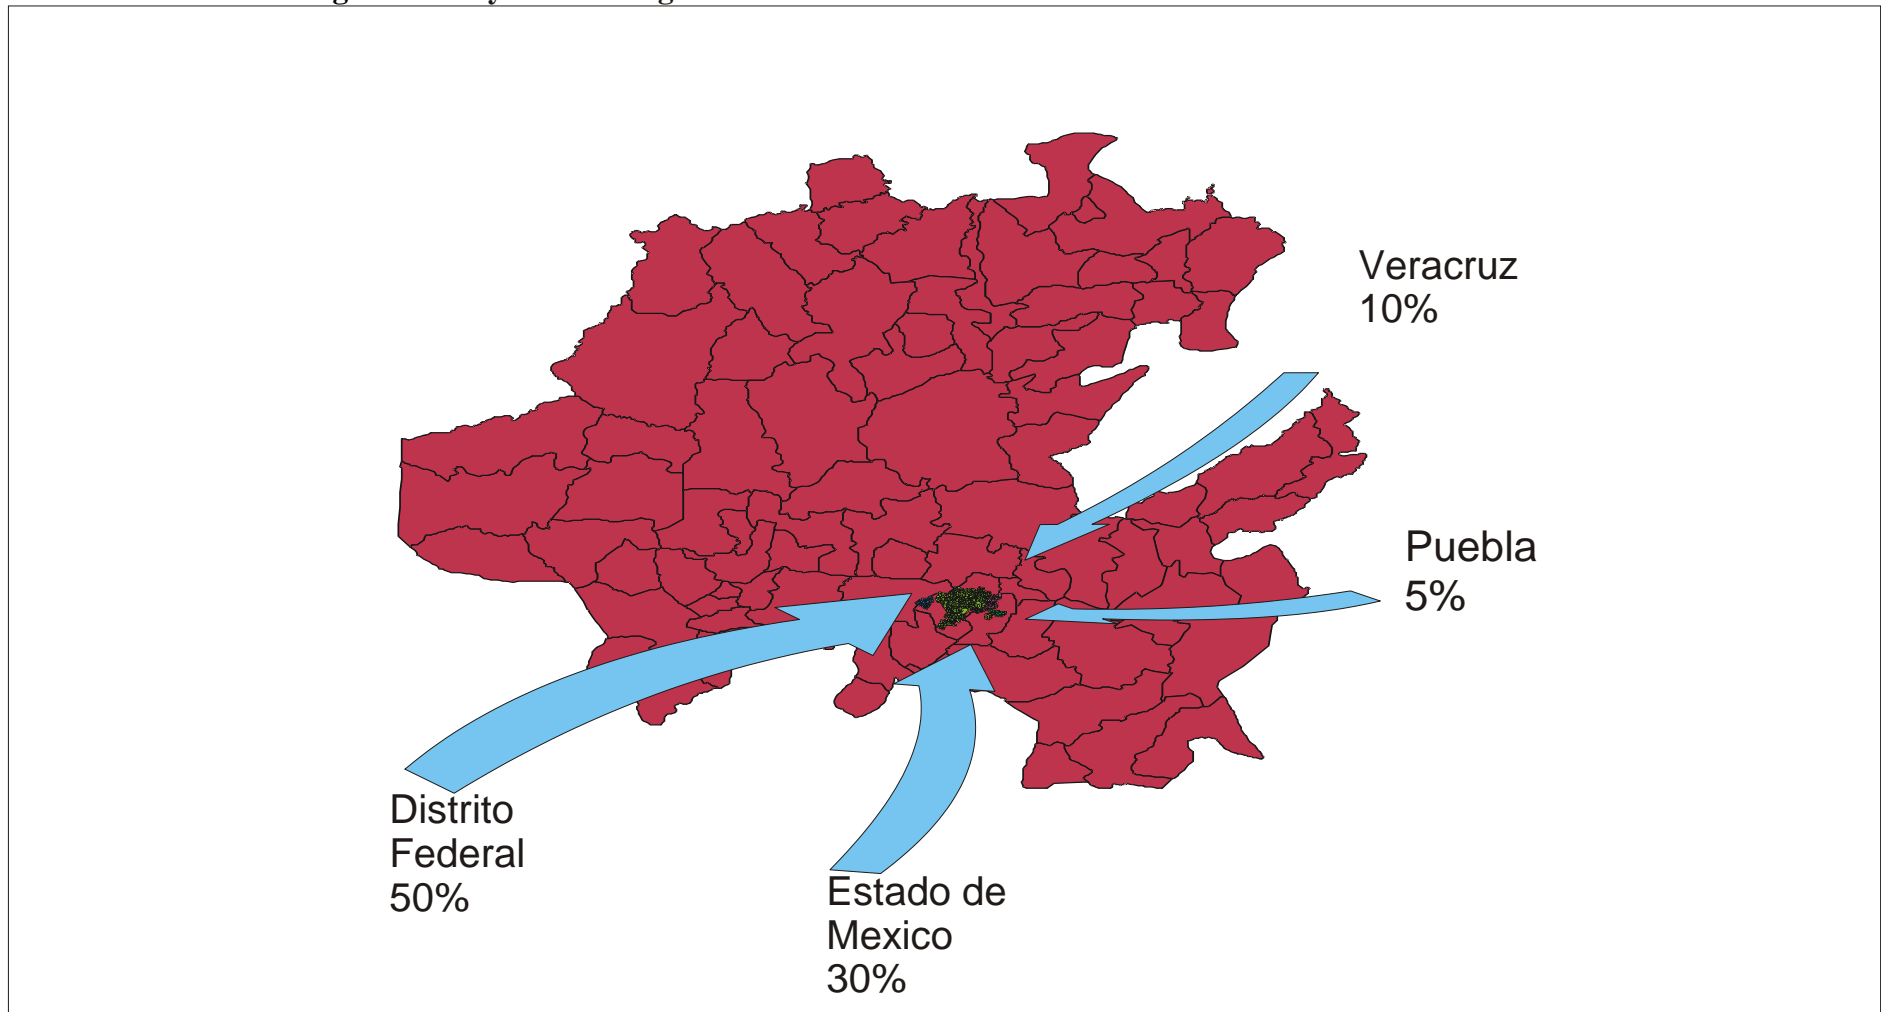 Veracruz
10%
Puebla
5%
Distrito
Federal
50%
Estado de
Mexico
30%